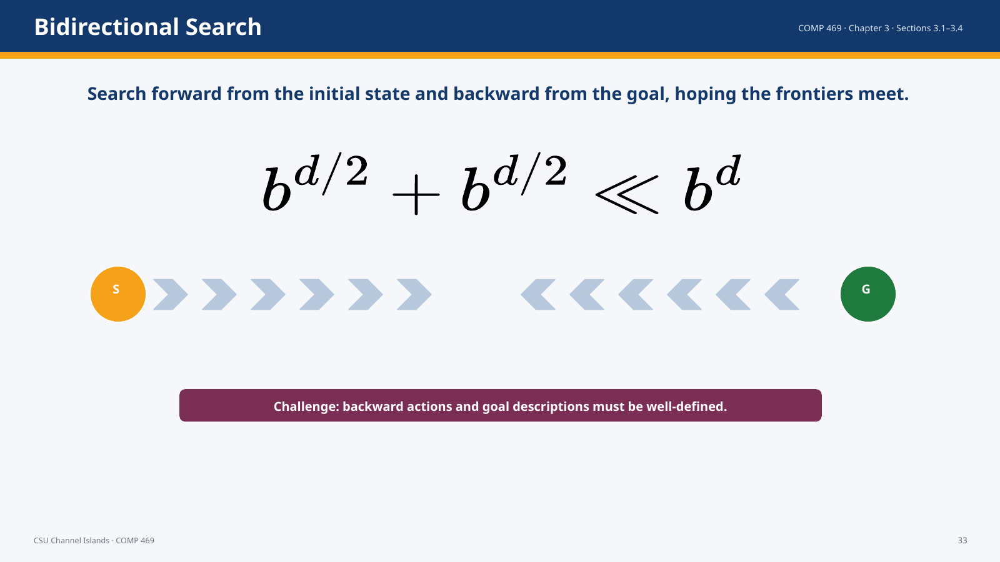 Bidirectional Search
COMP 469 · Chapter 3 · Sections 3.1–3.4
Search forward from the initial state and backward from the goal, hoping the frontiers meet.
b^{d/2} + b^{d/2} ≪ b^d
S
G
Challenge: backward actions and goal descriptions must be well-defined.
CSU Channel Islands · COMP 469
33